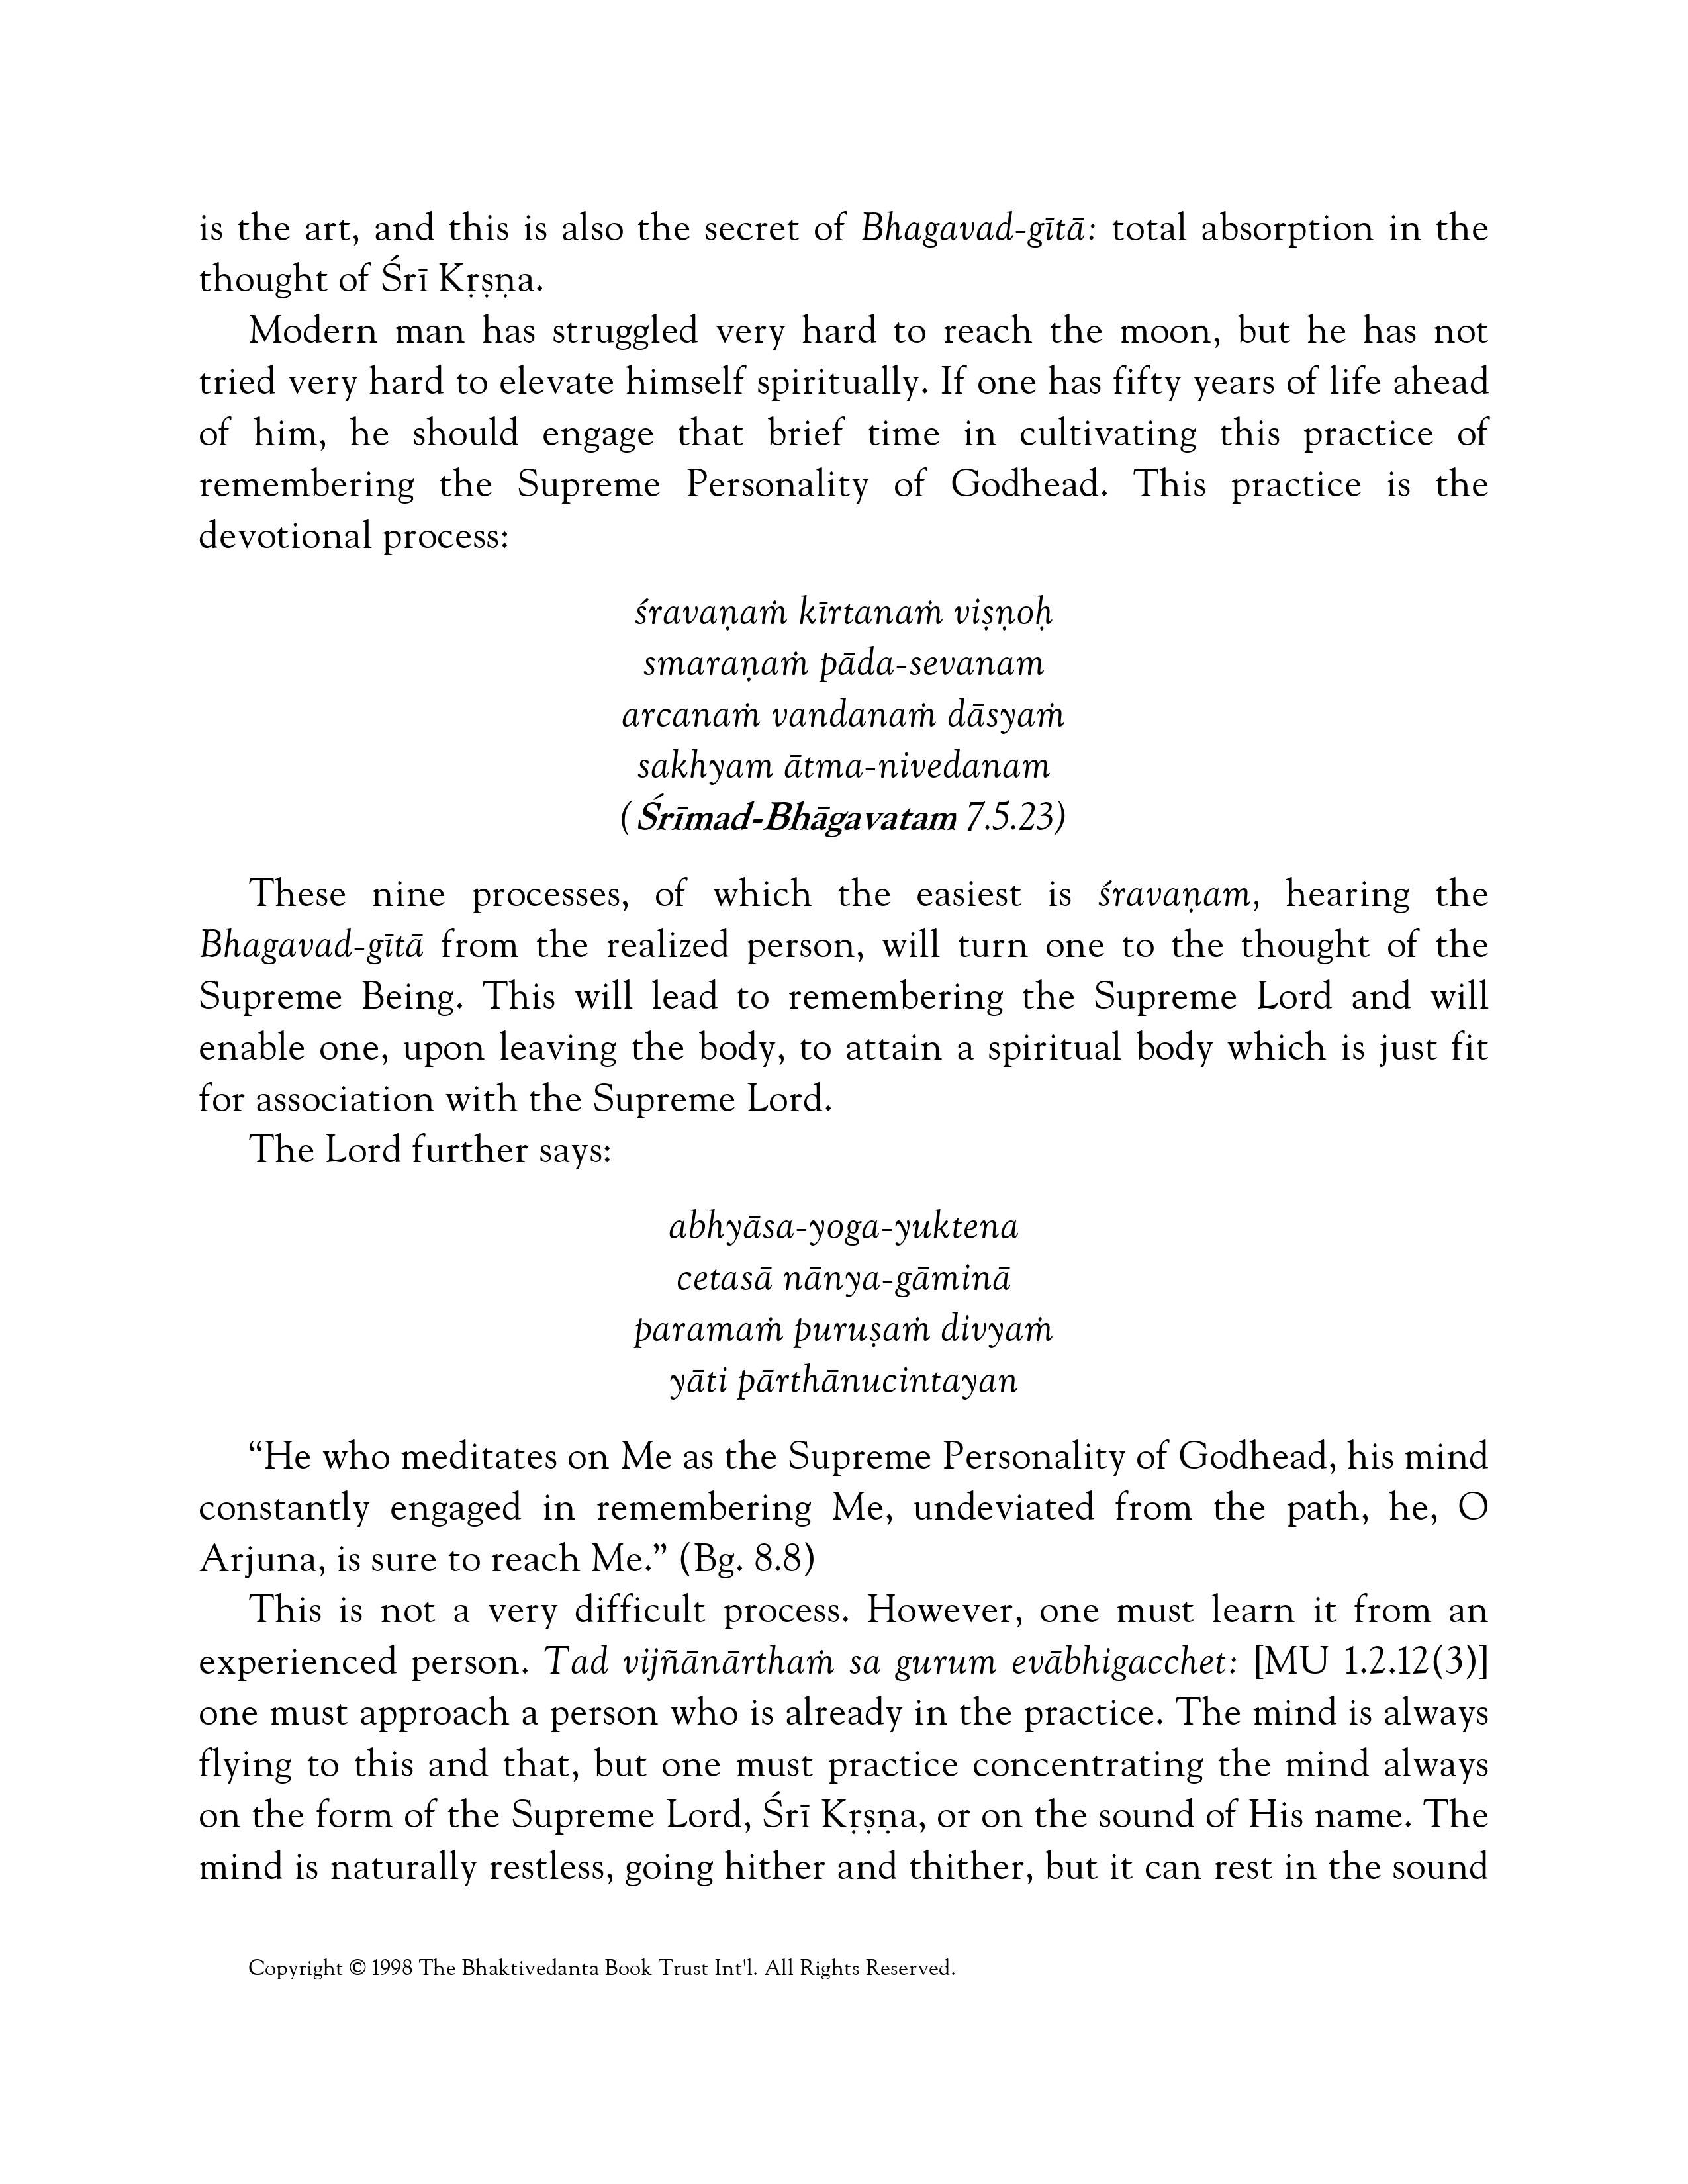 is the art, and this is also the secret of Bhagavad-gītā: total absorption in the
thought of Śrī Kṛṣṇa.
Modern man has struggled very hard to reach the moon, but he has not
tried very hard to elevate himself spiritually. If one has fifty years of life ahead
of him, he should engage that brief time in cultivating this practice of
remembering the Supreme Personality of Godhead. This practice is the
devotional process:
śravaṇaṁ kīrtanaṁ viṣṇoḥ
smaraṇaṁ pāda-sevanam
arcanaṁ vandanaṁ dāsyaṁ
sakhyam ātma-nivedanam
(Śrīmad-Bhāgavatam 7.5.23)
These nine processes, of which the easiest is śravaṇam, hearing the
Bhagavad-gītā from the realized person, will turn one to the thought of the
Supreme Being. This will lead to remembering the Supreme Lord and will
enable one, upon leaving the body, to attain a spiritual body which is just fit
for association with the Supreme Lord.
The Lord further says:
abhyāsa-yoga-yuktena
cetasā nānya-gāminā
paramaṁ puruṣaṁ divyaṁ
yāti pārthānucintayan
“He who meditates on Me as the Supreme Personality of Godhead, his mind
constantly engaged in remembering Me, undeviated from the path, he, O
Arjuna, is sure to reach Me.” (Bg. 8.8)
This is not a very difficult process. However, one must learn it from an
experienced person. Tad vijñānārthaṁ sa gurum evābhigacchet: [MU 1.2.12(3)]
one must approach a person who is already in the practice. The mind is always
flying to this and that, but one must practice concentrating the mind always
on the form of the Supreme Lord, Śrī Kṛṣṇa, or on the sound of His name. The
mind is naturally restless, going hither and thither, but it can rest in the sound
Copyright © 1998 The Bhaktivedanta Book Trust Int'l. All Rights Reserved.